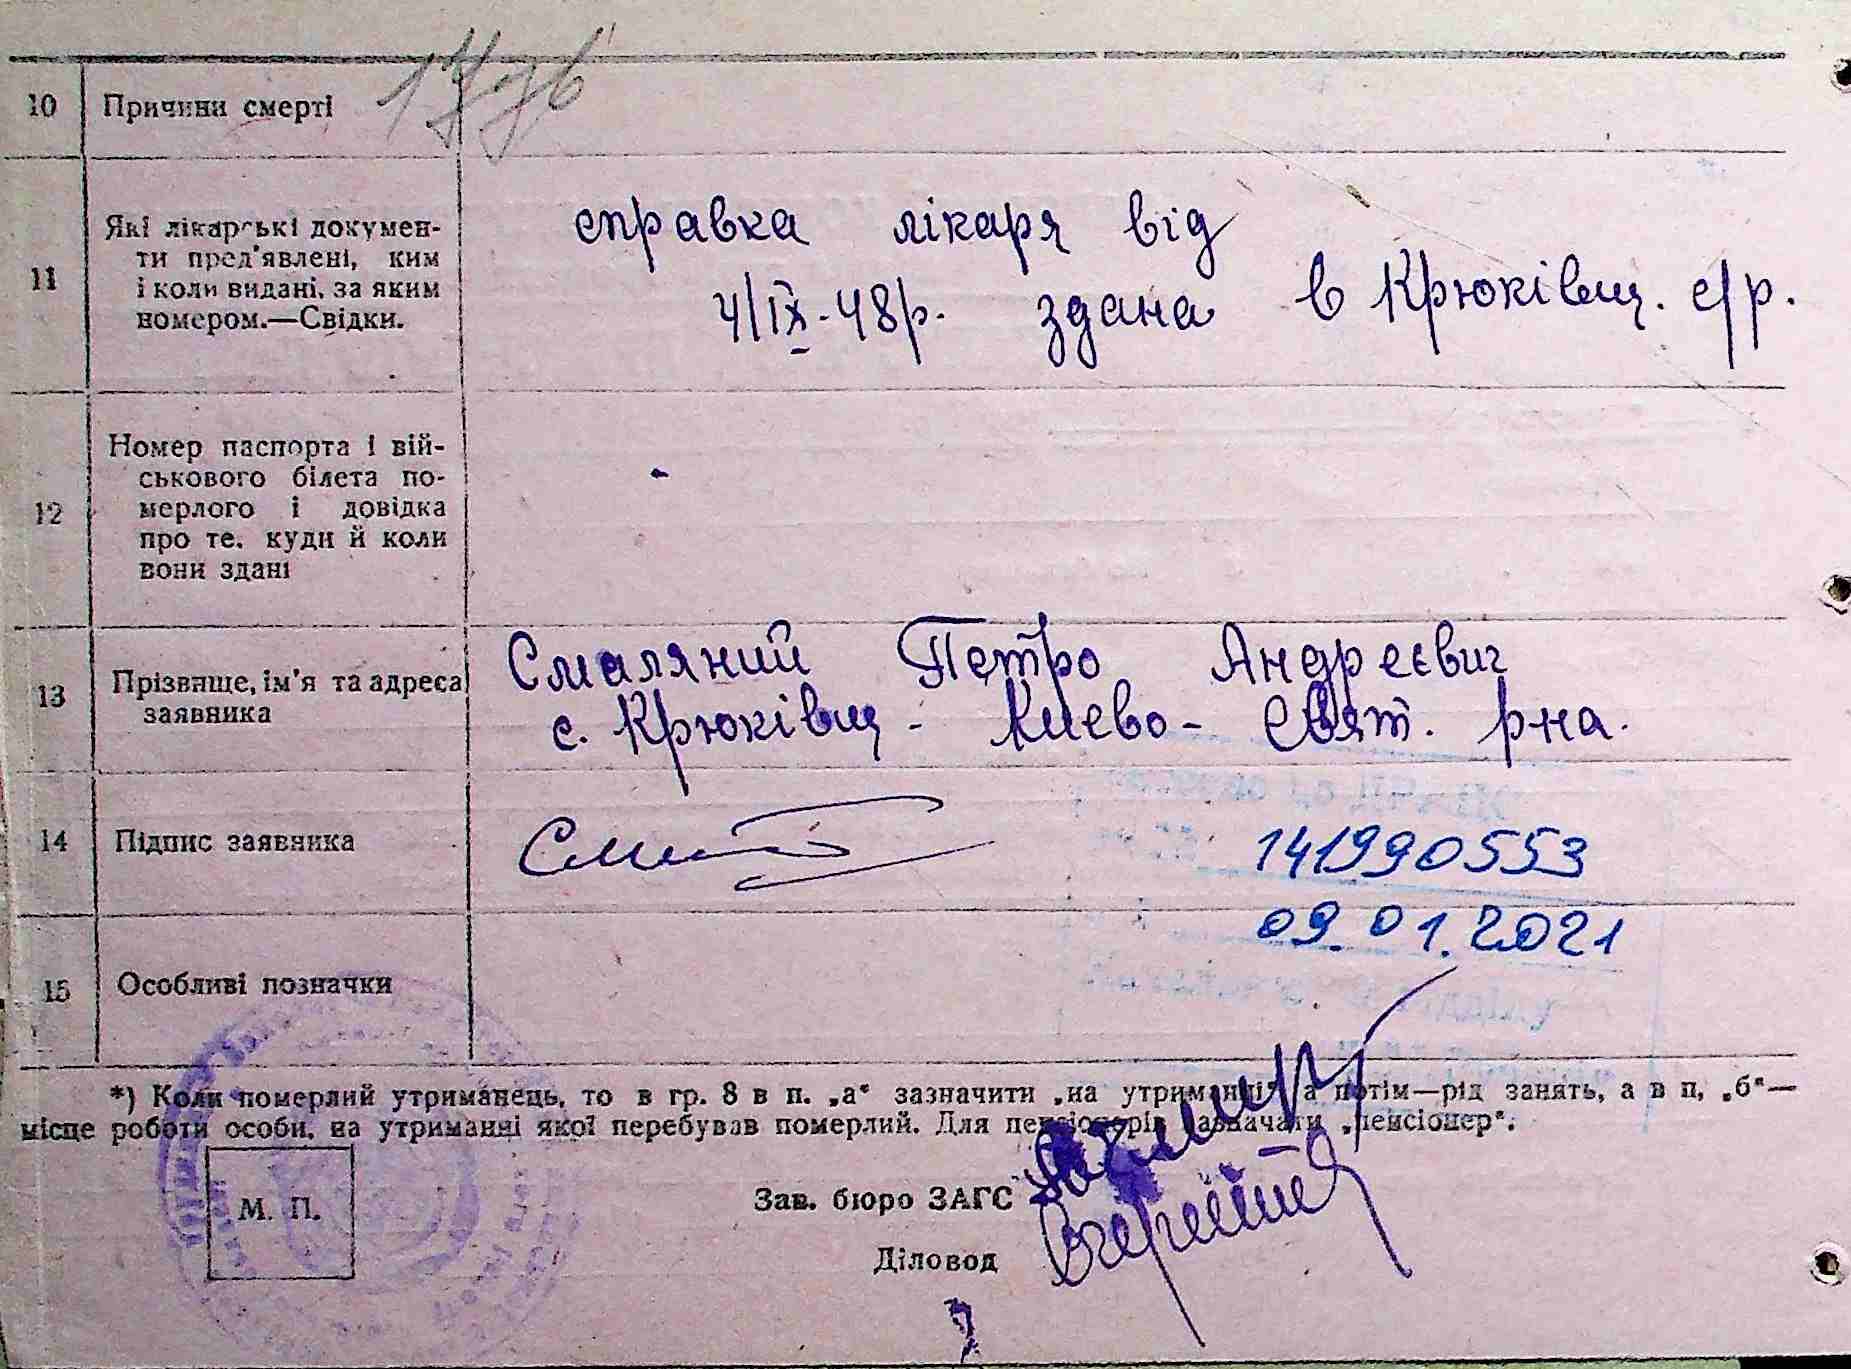 10 Причини смерті
11 Які лікарські докумен-
ти пред'явлені, ким
і коли видані, за яким
номером.—Свідки.
справка лікаря від
4/ІХ-48р. здана в Крюківщ. с/р.
12 Номер паспорта і вій-
ськового білета по-
мерлого і довідка
про те, куди й коли
вони здані
-
13 Прізвище, ім'я та адреса
заявника
Смаляний Петро Андреєвич
с. Крюківщ - Києво-Свят. р-на.
14 Підпис заявника
141990553
09.01.2021
15 Особливі позначки
*) Коли померлий утриманець, то в гр. 8 в п. „а" зазначити „на утриманні" а потім—рід занять, а в п, „б"—
місце роботи особи, на утриманні якої перебував померлий. Для пенсіонерів зазначати „пенсіонер".
М. П.
Зав. бюро ЗАГС
Діловод